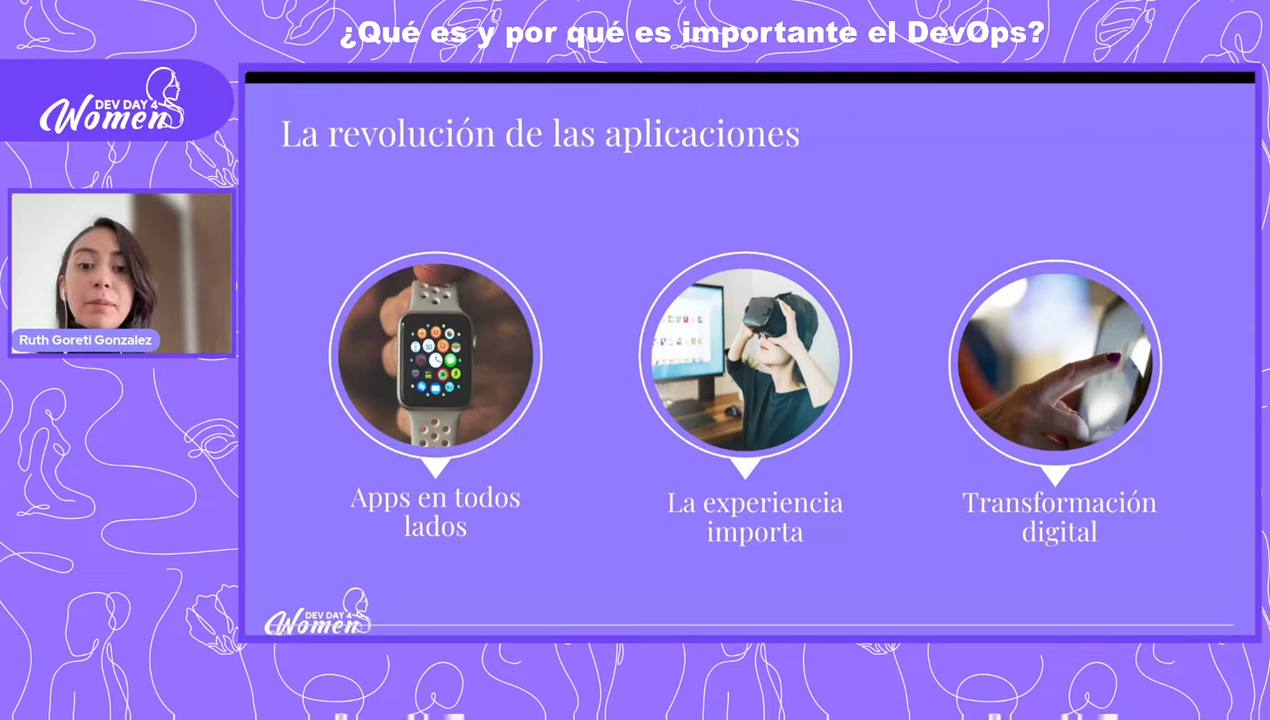 ¿Qué es y por qué es importante el DevOps?
DEV DAY 4
Women
La revolución de las aplicaciones
Ruth Goreti Gonzalez
Apps en todos
lados
La experiencia
importa
Transformación
digital
DEV DAY 4
Women